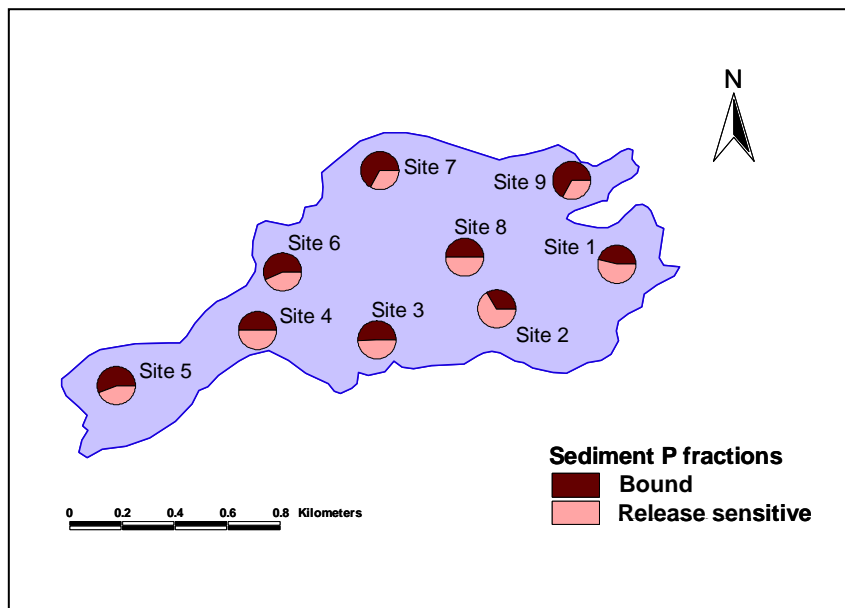 N
Site 7
Site 9
Site 8
Site 6
Site 1
Site 4
Site 3
Site 2
Site 5
Sediment P fractions
Bound
Release sensitive
0 0.2 0.4 0.6 0.8 Kilometers